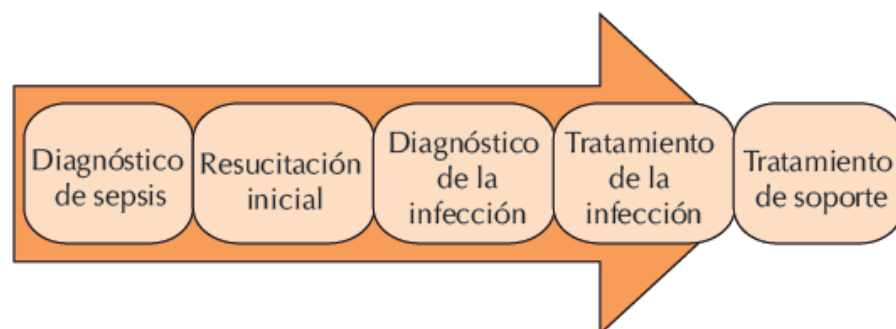 Diagnóstico
de sepsis
Resucitación
inicial
Diagnóstico
de la
infección
Tratamiento
de la
infección
Tratamiento
de soporte